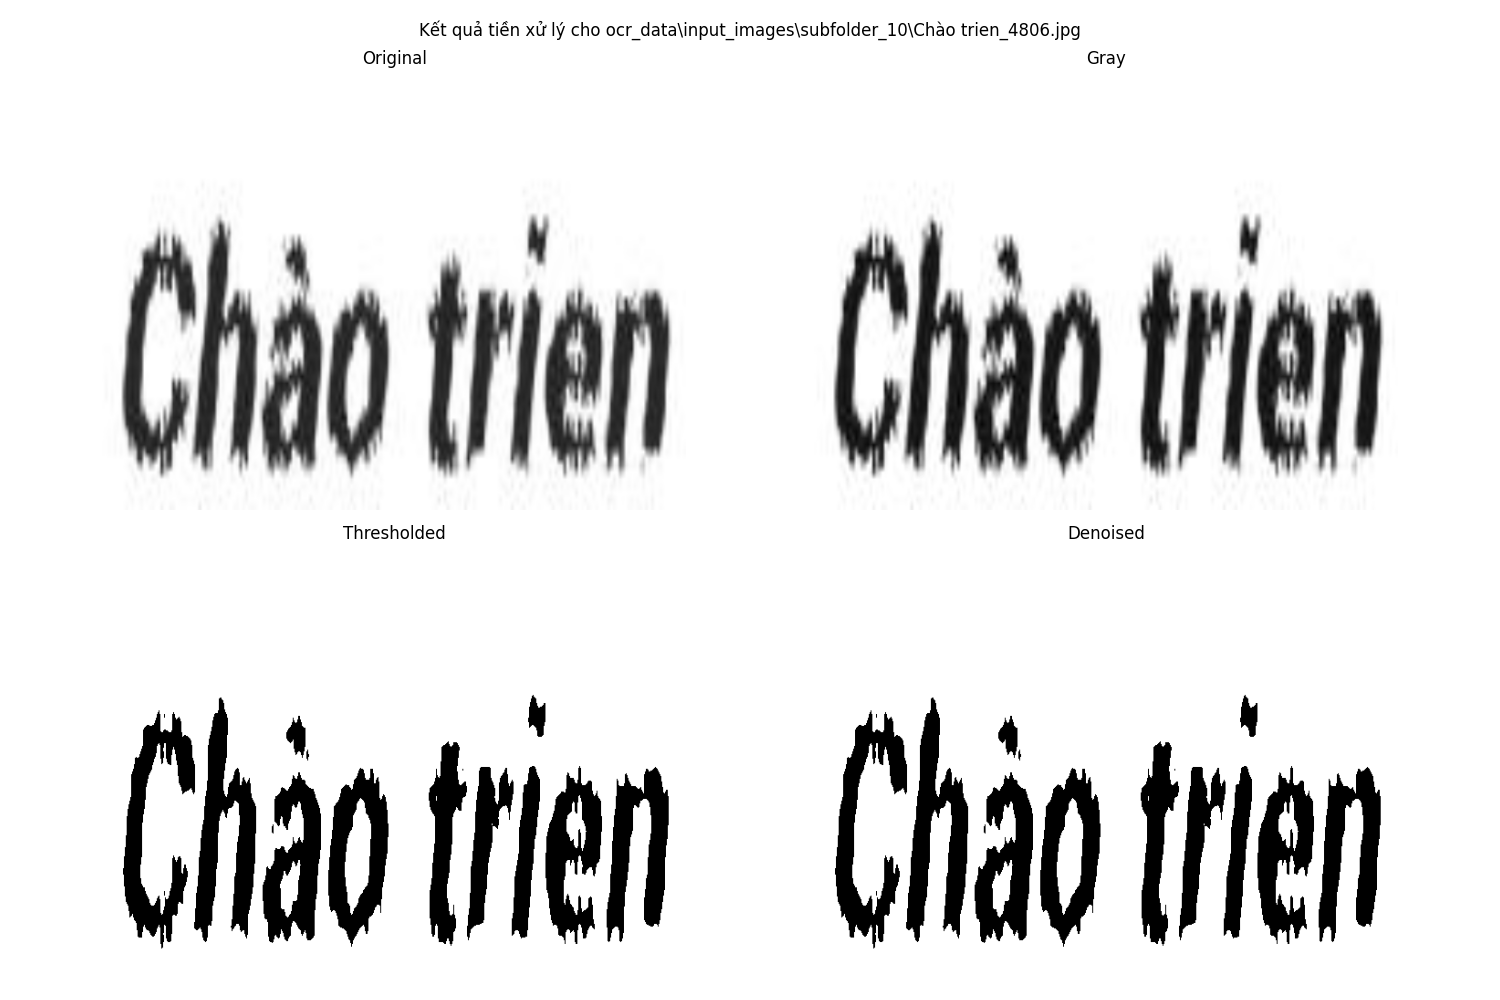 Kết quả tiền xử lý cho ocr_data\input_images\subfolder_10\Chào trien_4806.jpg
Original
Gray
Chào trien
Chào trien
Thresholded
Denoised
Chào trien
Chào trien